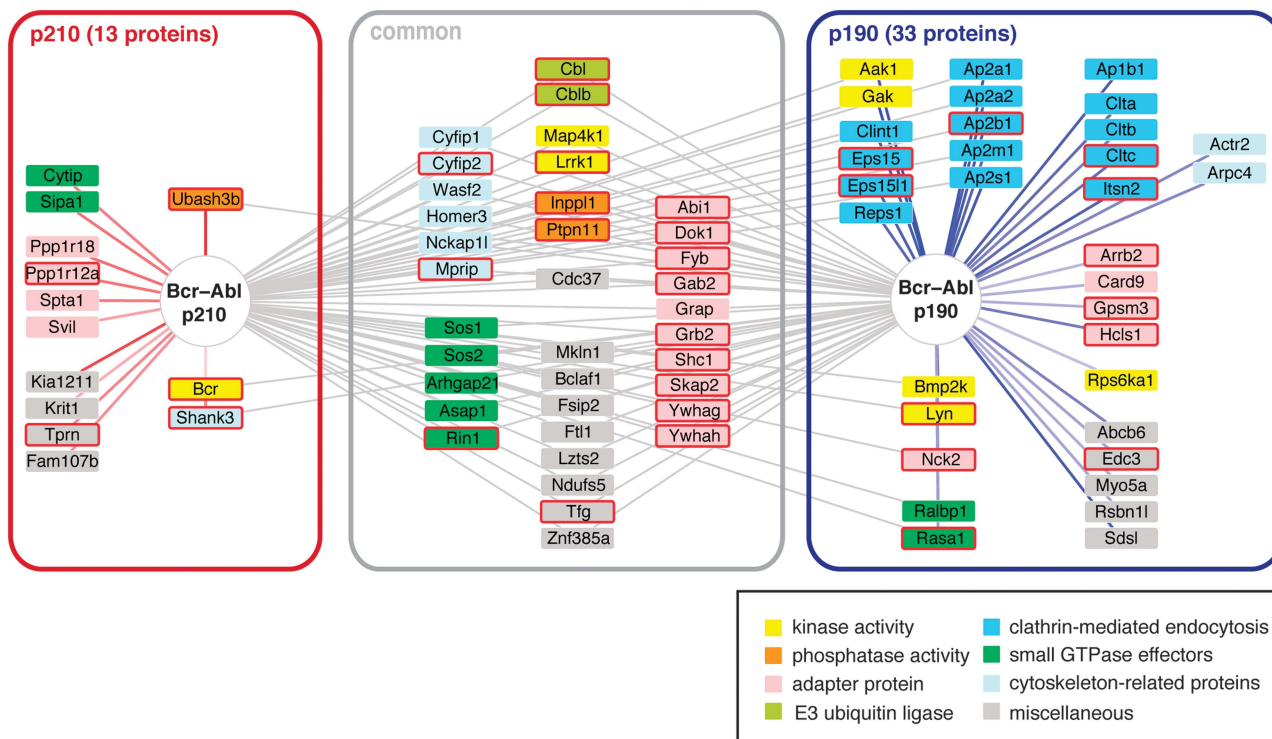 p210 (13 proteins)
Cytip
Sipa1
Ubash3b
Ppp1r18
Ppp1r12a
Spta1
Svil
Bcr–Abl
p210
Kia1211
Krit1
Tprn
Fam107b
Bcr
Shank3
common
Cbl
Cblb
Cyfip1
Cyfip2
Wasf2
Homer3
Nckap1l
Mprip
Map4k1
Lrrk1
Inppl1
Ptpn11
Cdc37
Abi1
Dok1
Fyb
Gab2
Grap
Grb2
Shc1
Skap2
Ywhag
Ywhah
Sos1
Sos2
Arhgap21
Asap1
Rin1
Mkln1
Bclaf1
Fsip2
Ftl1
Lzts2
Ndufs5
Tfg
Znf385a
p190 (33 proteins)
Aak1
Gak
Clint1
Eps15
Eps15l1
Reps1
Ap2a1
Ap2a2
Ap2b1
Ap2m1
Ap2s1
Ap1b1
Clta
Cltb
Cltc
Itsn2
Actr2
Arpc4
Bcr–Abl
p190
Arrb2
Card9
Gpsm3
Hcls1
Bmp2k
Lyn
Nck2
Ralbp1
Rasa1
Rps6ka1
Abcb6
Edc3
Myo5a
Rsbn1l
Sdsl
kinase activity
phosphatase activity
adapter protein
E3 ubiquitin ligase
clathrin-mediated endocytosis
small GTPase effectors
cytoskeleton-related proteins
miscellaneous